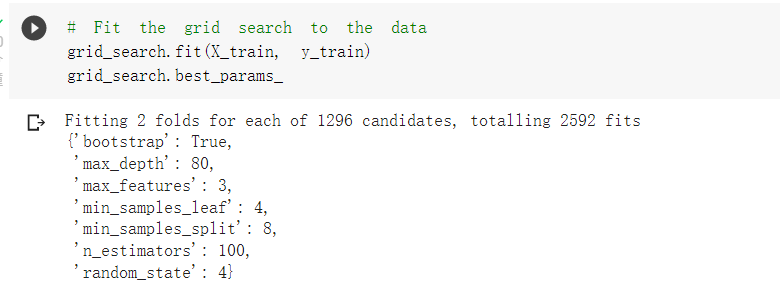 # Fit the grid search to the data
grid_search.fit(X_train, y_train)
grid_search.best_params_
Fitting 2 folds for each of 1296 candidates, totalling 2592 fits
{'bootstrap': True,
'max_depth': 80,
'max_features': 3,
'min_samples_leaf': 4,
'min_samples_split': 8,
'n_estimators': 100,
'random_state': 4}